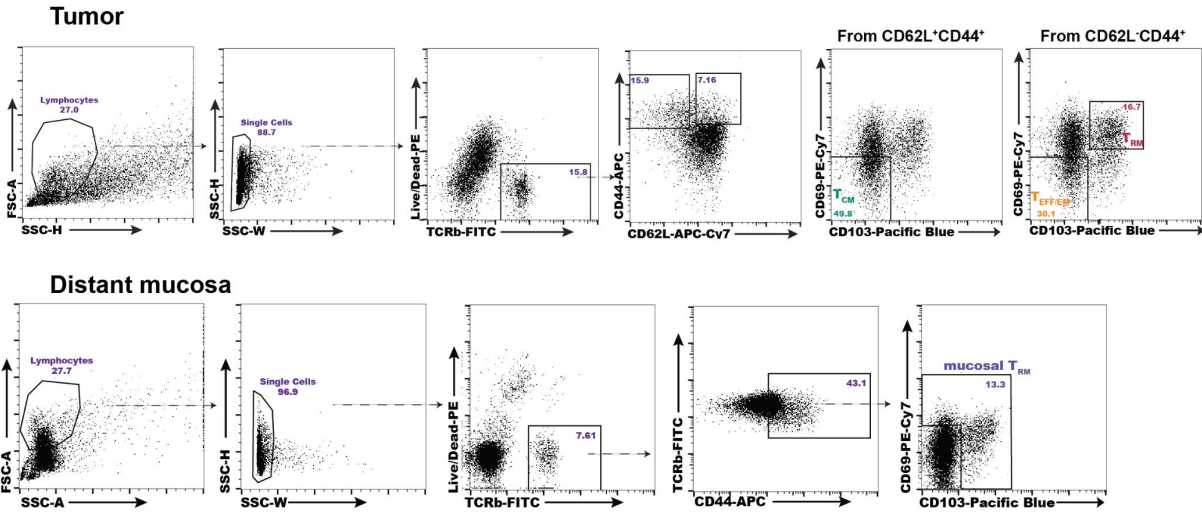 Tumor
From CD62L⁺CD44⁺
From CD62L⁻CD44⁺
Lymphocytes
27.0
FSC-A
SSC-H
Single Cells
88.7
SSC-H
SSC-W
15.8
Live/Dead-PE
TCRb-FITC
15.9
7.16
CD44-APC
CD62L-APC-Cy7
CD69-PE-Cy7
T_CM
49.8
CD103-Pacific Blue
16.7
T_RM
CD69-PE-Cy7
T_EFF/EM
30.1
CD103-Pacific Blue
Distant mucosa
Lymphocytes
27.7
FSC-A
SSC-A
Single Cells
96.9
SSC-H
SSC-W
Live/Dead-PE
7.61
TCRb-FITC
43.1
TCRb-FITC
CD44-APC
mucosal T_RM
13.3
CD69-PE-Cy7
CD103-Pacific Blue